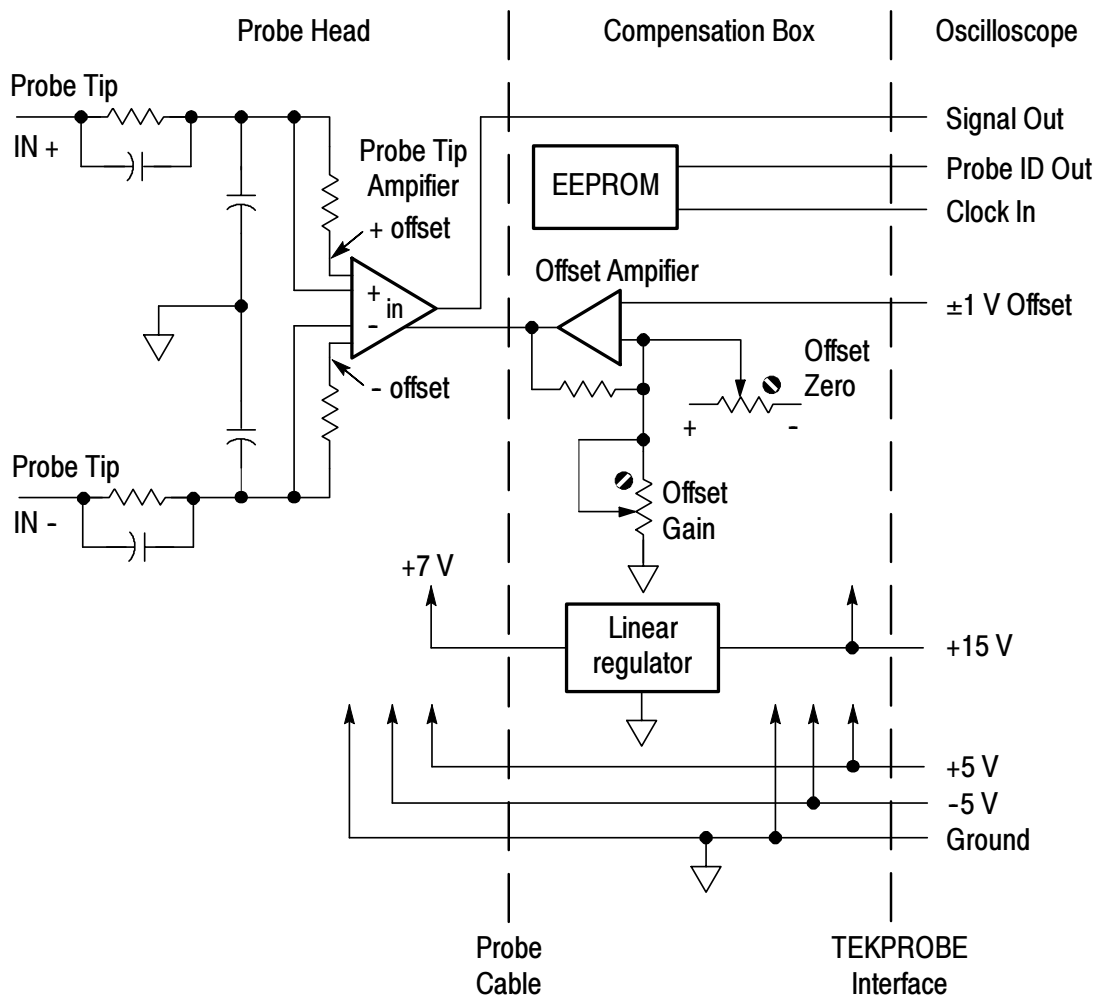 Probe Head
Compensation Box
Oscilloscope
Probe Tip
IN +
Signal Out
Probe Tip
Ampifier
EEPROM
Probe ID Out
Clock In
+ offset
Offset Ampifier
+
in
-
±1 V Offset
- offset
Offset
Zero
+
-
Probe Tip
IN -
Offset
Gain
+7 V
Linear
regulator
+15 V
+5 V
-5 V
Ground
Probe
Cable
TEKPROBE
Interface